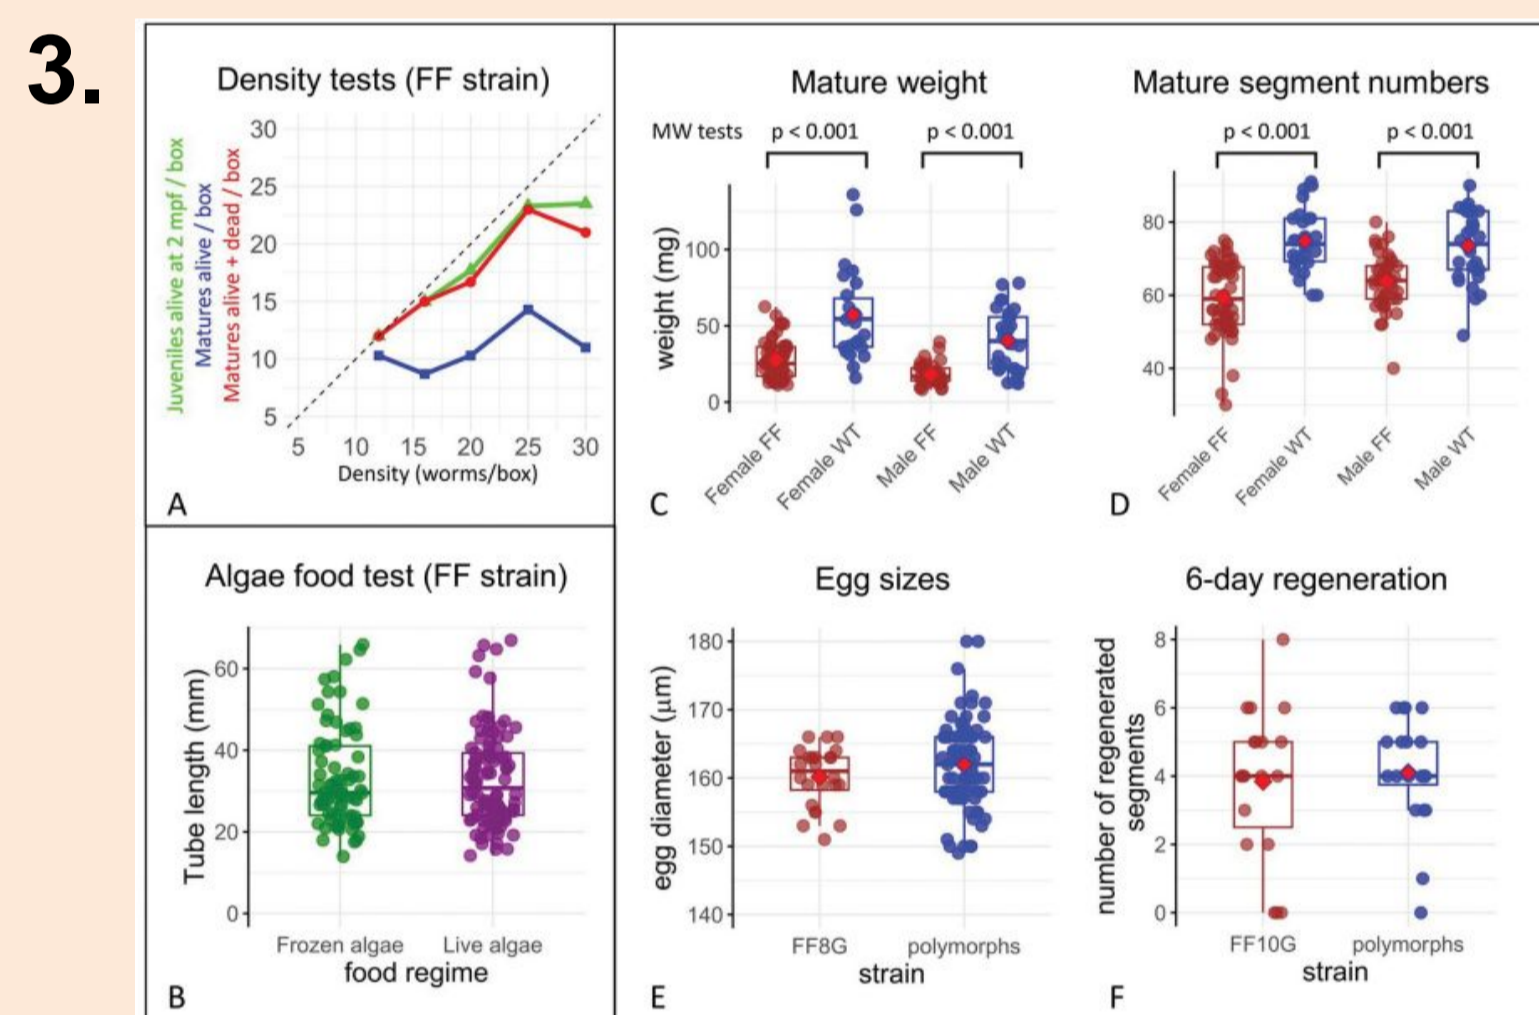 3.
Density tests (FF strain)
Juveniles alive at 2 mpf / box
Matures alive / box
Matures alive + dead / box
30
25
20
15
10
5
5 10 15 20 25 30
Density (worms/box)
A
Mature weight
MW tests p < 0.001 p < 0.001
weight (mg)
100
50
0
Female FF
Female WT
Male FF
Male WT
C
Mature segment numbers
p < 0.001 p < 0.001
80
60
40
Female FF
Female WT
Male FF
Male WT
D
Algae food test (FF strain)
Tube length (mm)
60
40
20
0
Frozen algae Live algae
food regime
B
Egg sizes
egg diameter (μm)
180
170
160
150
140
FF8G polymorphs
strain
E
6-day regeneration
number of regenerated
segments
8
6
4
2
0
FF10G polymorphs
strain
F